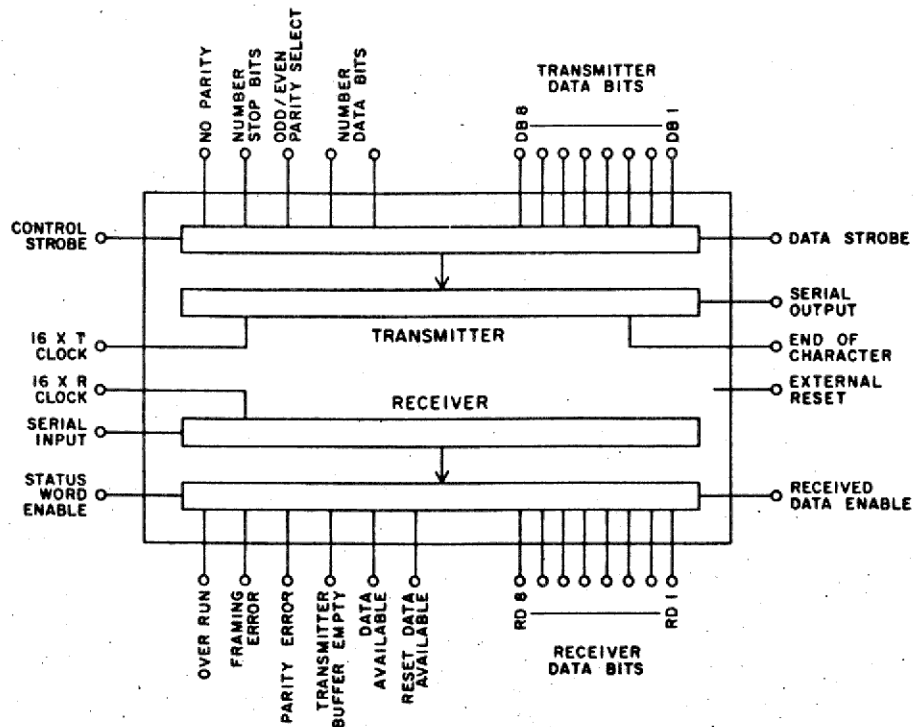 NO PARITY
NUMBER
STOP BITS
ODD/EVEN
PARITY SELECT
NUMBER
DATA BITS
TRANSMITTER
DATA BITS
DB 8
DB 1
CONTROL
STROBE
DATA STROBE
SERIAL
OUTPUT
TRANSMITTER
16 X T
CLOCK
END OF
CHARACTER
16 X R
CLOCK
RECEIVER
EXTERNAL
RESET
SERIAL
INPUT
STATUS
WORD
ENABLE
RECEIVED
DATA ENABLE
OVER RUN
FRAMING
ERROR
PARITY ERROR
TRANSMITTER
BUFFER EMPTY
DATA
AVAILABLE
RESET DATA
AVAILABLE
RD 8
RD 1
RECEIVER
DATA BITS